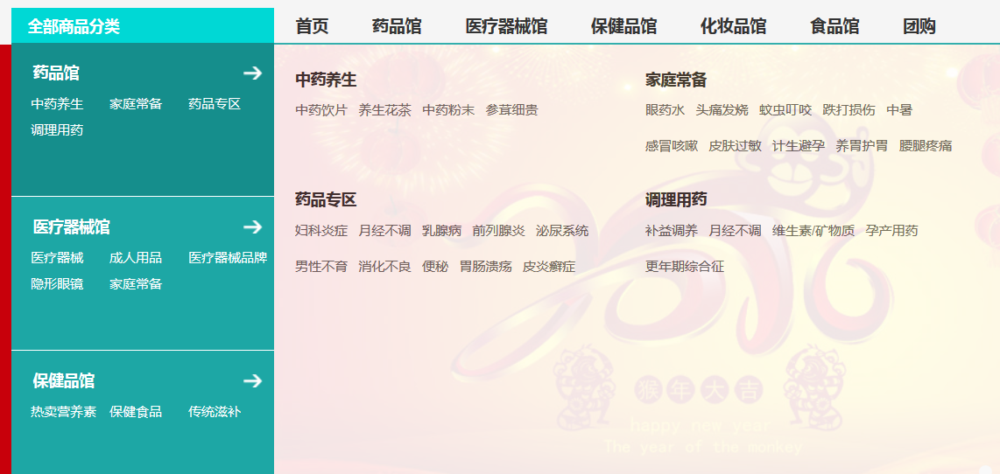 全部商品分类
首页 药品馆 医疗器械馆 保健品馆 化妆品馆 食品馆 团购
药品馆
中药养生 家庭常备 药品专区
调理用药
医疗器械馆
医疗器械 成人用品 医疗器械品牌
隐形眼镜 家庭常备
保健品馆
热卖营养素 保健食品 传统滋补
中药养生
中药饮片 养生花茶 中药粉末 参茸细贵
家庭常备
眼药水 头痛发烧 蚊虫叮咬 跌打损伤 中暑
感冒咳嗽 皮肤过敏 计生避孕 养胃护胃 腰腿疼痛
药品专区
妇科炎症 月经不调 乳腺病 前列腺炎 泌尿系统
男性不育 消化不良 便秘 胃肠溃疡 皮炎癣症
调理用药
补益调养 月经不调 维生素/矿物质 孕产用药
更年期综合征
猴年大吉
happy new year
The year of the monkey